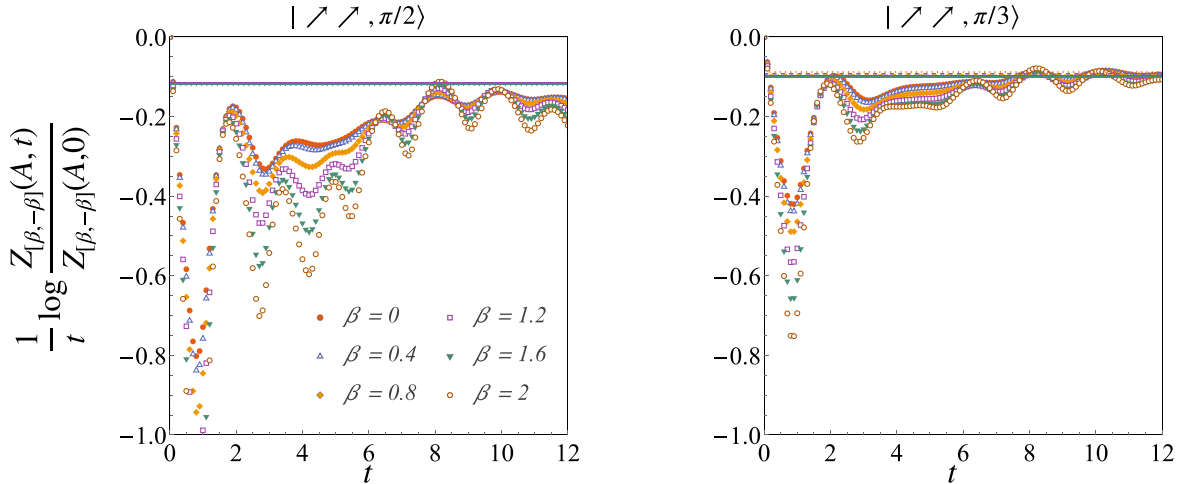 | ↗ ↗ , π/2⟩
| ↗ ↗ , π/3⟩
1/t log Z[β,−β](A, t) / Z[β,−β](A,0)
0.0
−0.2
−0.4
−0.6
−0.8
−1.0
0 2 4 6 8 10 12
t
β = 0
β = 0.4
β = 0.8
β = 1.2
β = 1.6
β = 2
0.0
−0.2
−0.4
−0.6
−0.8
−1.0
0 2 4 6 8 10 12
t